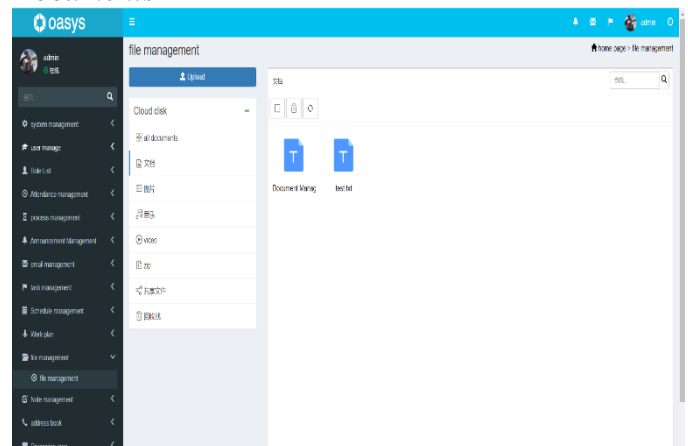 oasys
admin
file management
home page > file management
admin
在线
Upload
文档
查找...
Cloud disk
system management
all documents
user manage
文档
Role List
图片
Document Manag
test.txt
Attendance management
音乐
process management
video
Announcement Management
zip
email management
共享文件
task management
回收站
Schedule management
Work plan
file management
file management
Note management
address book